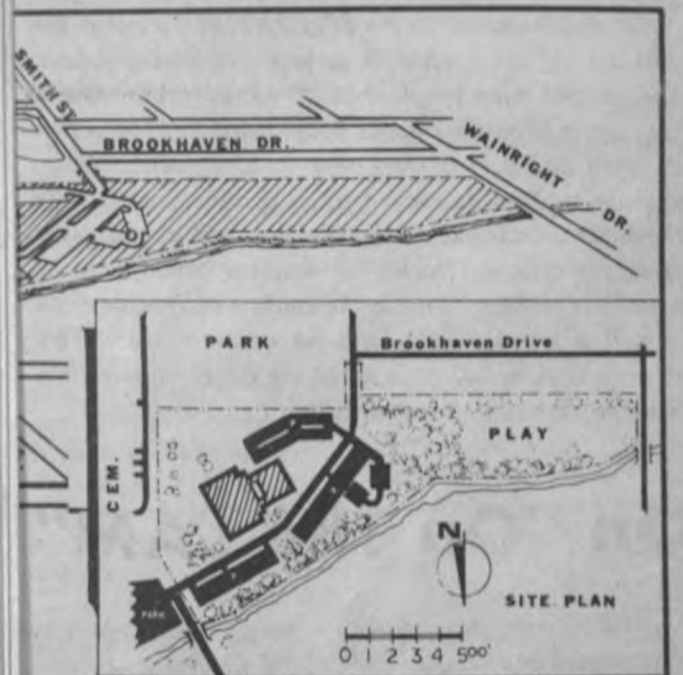 SMITH ST.
BROOKHAVEN DR.
WAINRIGHT DR.
PARK
Brookhaven Drive
PLAY
CEM.
N
PARK
SITE PLAN
0 1 2 3 4 500'